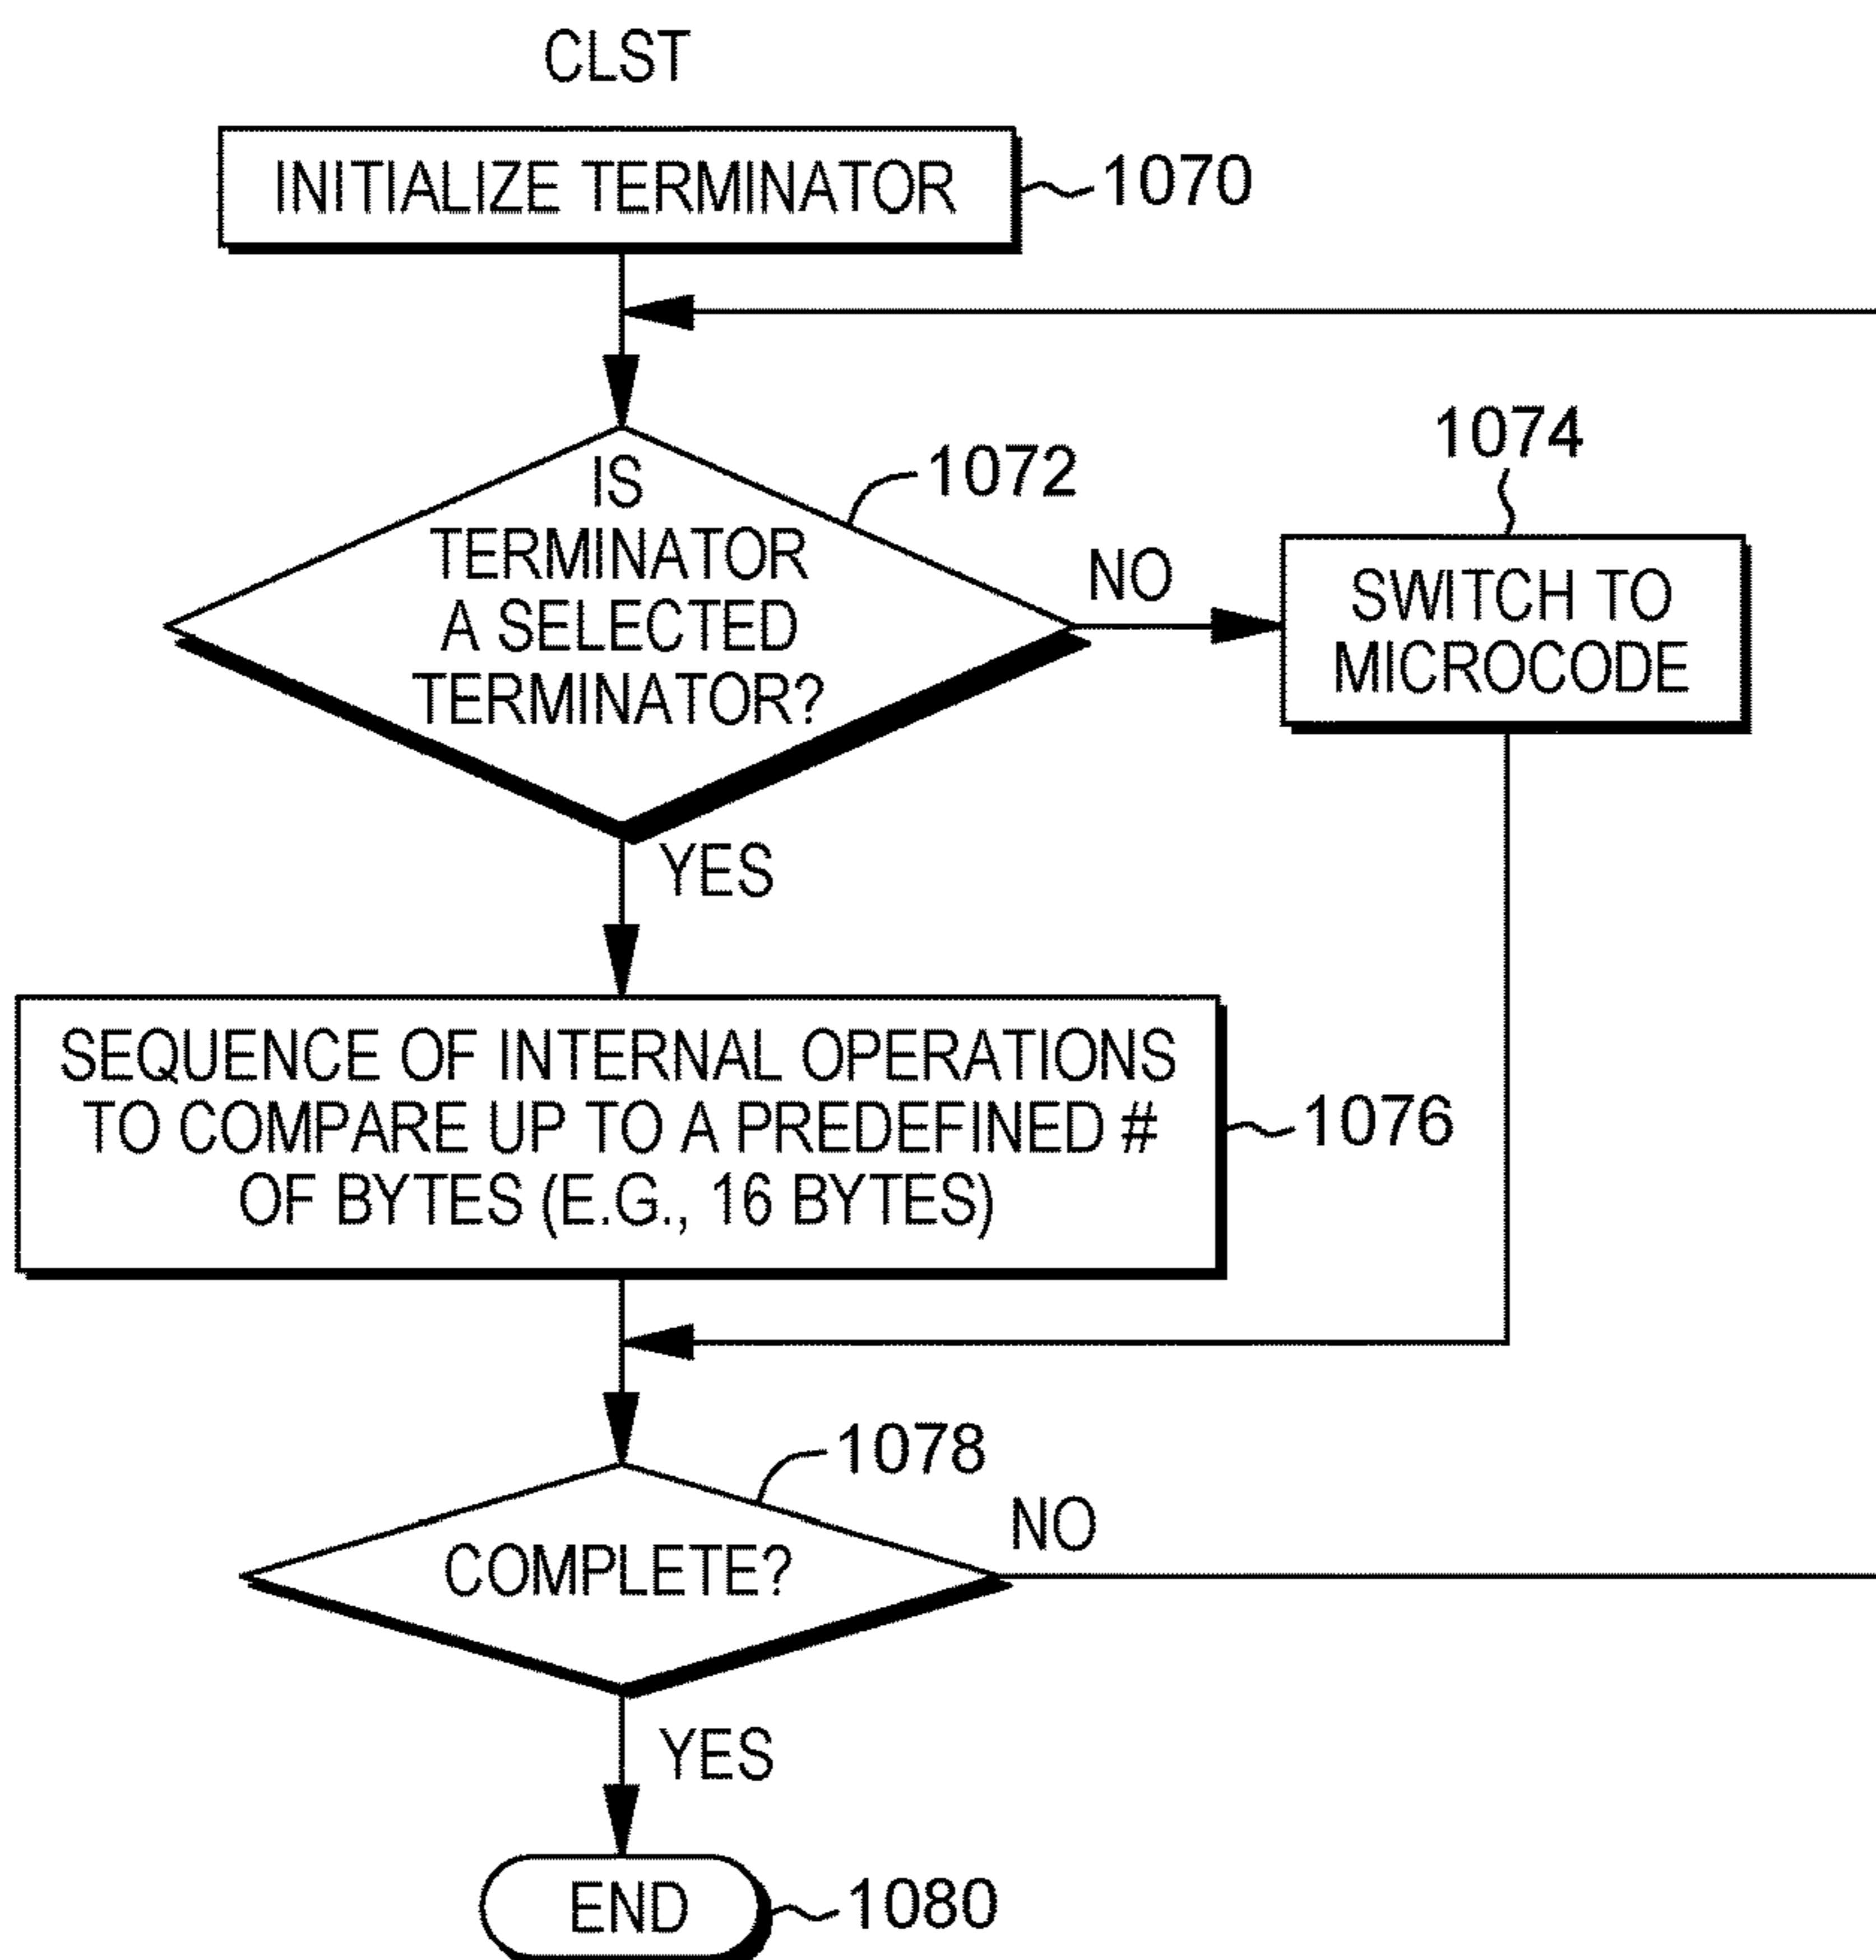 CLST
INITIALIZE TERMINATOR
1070
IS
TERMINATOR
A SELECTED
TERMINATOR?
1072
NO
1074
SWITCH TO
MICROCODE
YES
SEQUENCE OF INTERNAL OPERATIONS
TO COMPARE UP TO A PREDEFINED #
OF BYTES (E.G., 16 BYTES)
1076
1078
COMPLETE?
NO
YES
END
1080